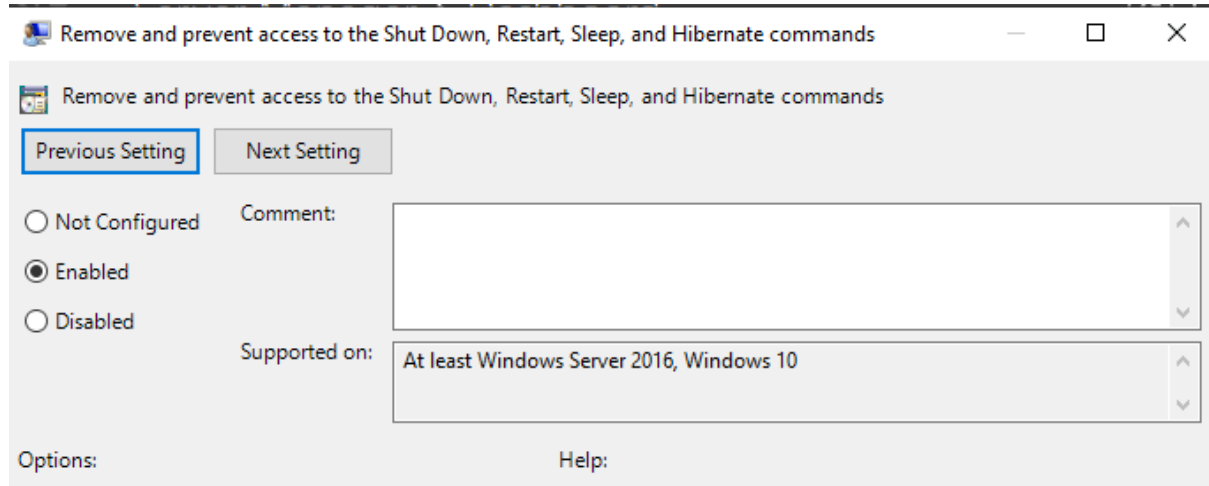 Remove and prevent access to the Shut Down, Restart, Sleep, and Hibernate commands
Remove and prevent access to the Shut Down, Restart, Sleep, and Hibernate commands
Previous Setting
Next Setting
Not Configured
Comment:
Enabled
Disabled
Supported on:
At least Windows Server 2016, Windows 10
Options:
Help: